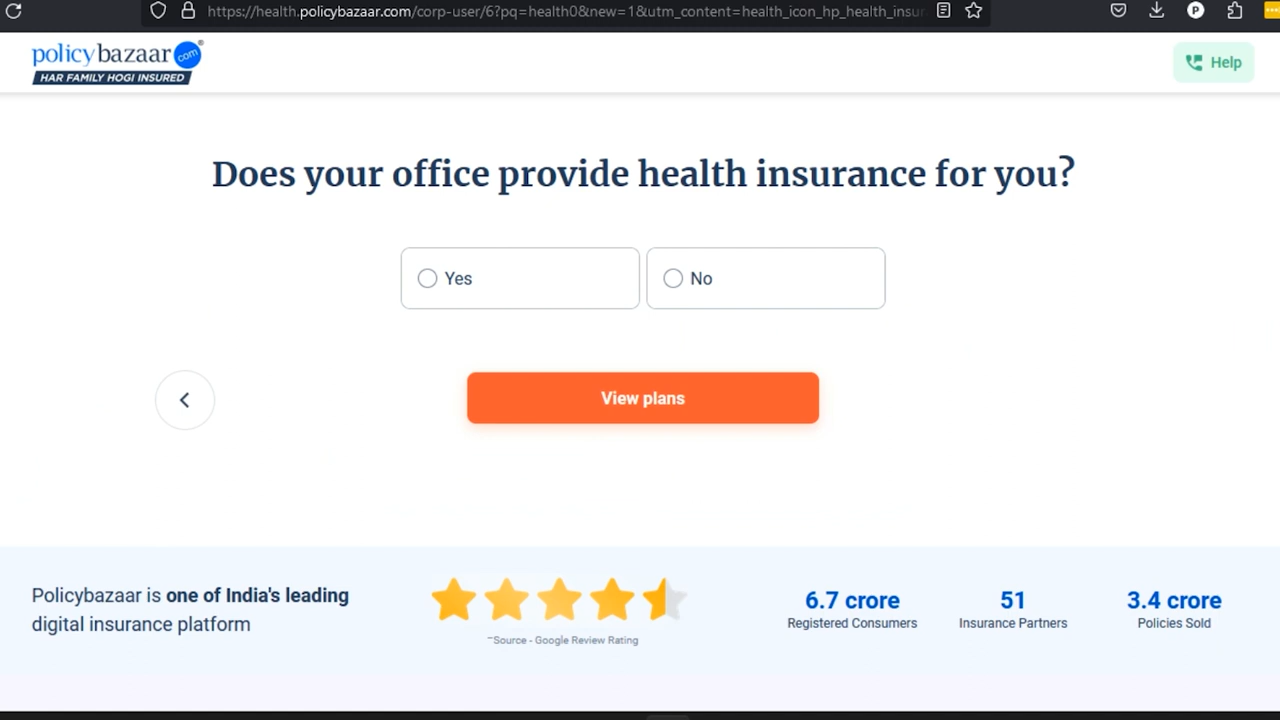 https://health.policybazaar.com/corp-user/6?pq=health0&new=1&utm_content=health_icon_hp_health_insur
P
policybazaar.com®
HAR FAMILY HOGI INSURED
Help
Does your office provide health insurance for you?
Yes
No
View plans
Policybazaar is one of India's leading
digital insurance platform
Source - Google Review Rating
6.7 crore
Registered Consumers
51
Insurance Partners
3.4 crore
Policies Sold